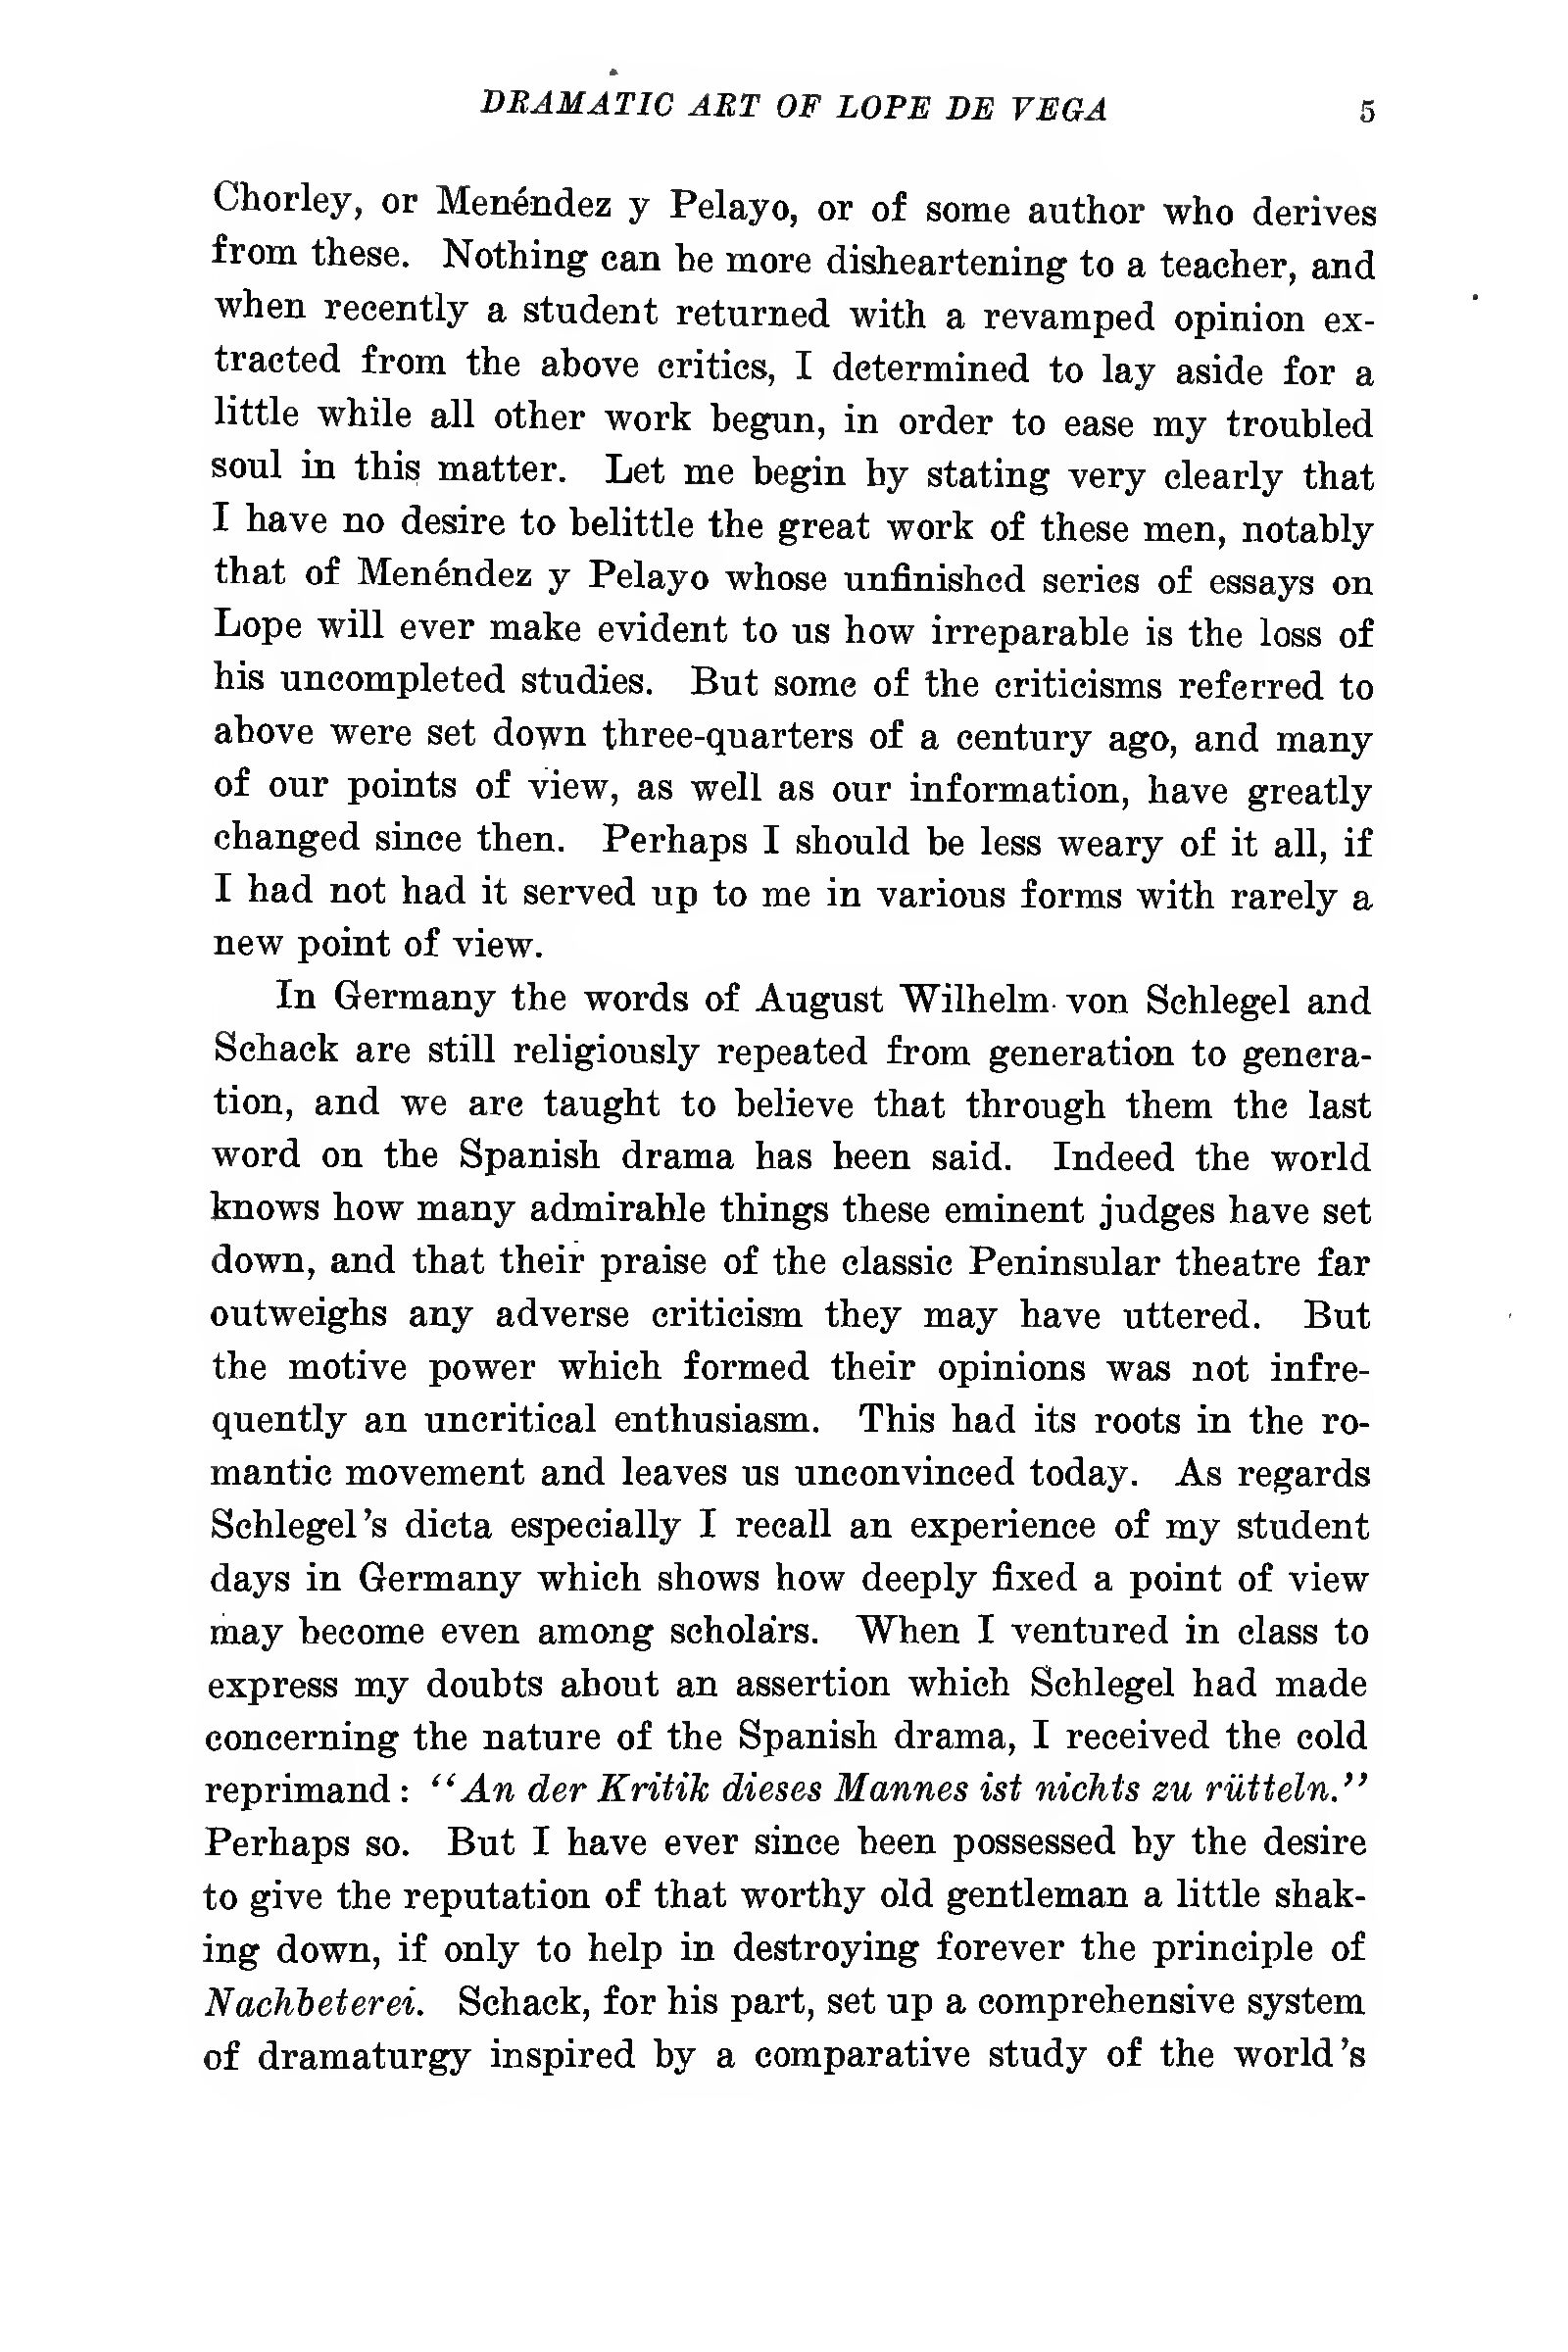 DRAMATIC ART OF LOPE DE VEGA 5
Chorley, or Menéndez y Pelayo, or of some author who derives
from these. Nothing can be more disheartening to a teacher, and
when recently a student returned with a revamped opinion ex-
tracted from the above critics, I determined to lay aside for a
little while all other work begun, in order to ease my troubled
soul in this matter. Let me begin by stating very clearly that
I have no desire to belittle the great work of these men, notably
that of Menéndez y Pelayo whose unfinished series of essays on
Lope will ever make evident to us how irreparable is the loss of
his uncompleted studies. But some of the criticisms referred to
above were set down three-quarters of a century ago, and many
of our points of view, as well as our information, have greatly
changed since then. Perhaps I should be less weary of it all, if
I had not had it served up to me in various forms with rarely a
new point of view.
In Germany the words of August Wilhelm von Schlegel and
Schack are still religiously repeated from generation to genera-
tion, and we are taught to believe that through them the last
word on the Spanish drama has been said. Indeed the world
knows how many admirable things these eminent judges have set
down, and that their praise of the classic Peninsular theatre far
outweighs any adverse criticism they may have uttered. But
the motive power which formed their opinions was not infre-
quently an uncritical enthusiasm. This had its roots in the ro-
mantic movement and leaves us unconvinced today. As regards
Schlegel's dicta especially I recall an experience of my student
days in Germany which shows how deeply fixed a point of view
may become even among scholars. When I ventured in class to
express my doubts about an assertion which Schlegel had made
concerning the nature of the Spanish drama, I received the cold
reprimand: "An der Kritik dieses Mannes ist nichts zu rütteln."
Perhaps so. But I have ever since been possessed by the desire
to give the reputation of that worthy old gentleman a little shak-
ing down, if only to help in destroying forever the principle of
Nachbeterei. Schack, for his part, set up a comprehensive system
of dramaturgy inspired by a comparative study of the world's